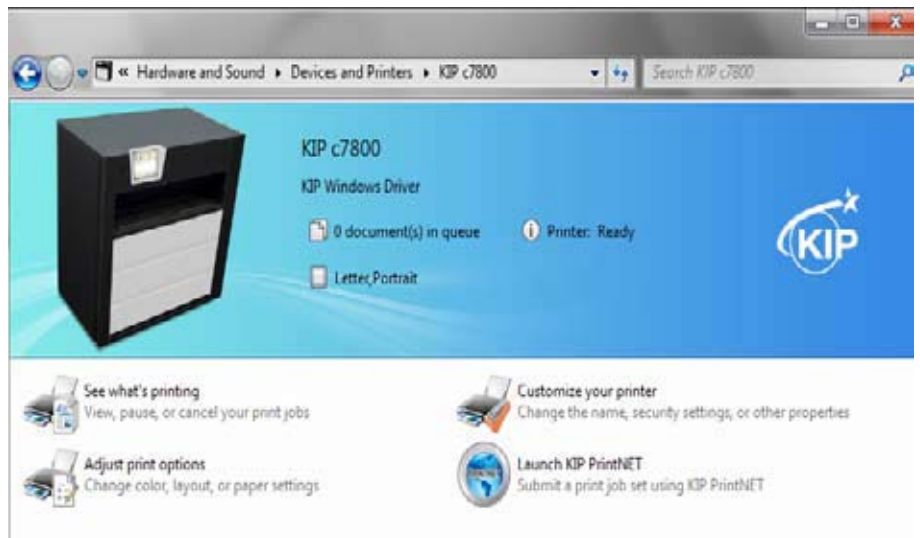 « Hardware and Sound ▸ Devices and Printers ▸ KIP c7800
Search KIP c7800
KIP c7800
KIP Windows Driver
0 document(s) in queue
Printer: Ready
Letter,Portrait
KIP
See what's printing
View, pause, or cancel your print jobs
Customize your printer
Change the name, security settings, or other properties
Adjust print options
Change color, layout, or paper settings
Launch KIP PrintNET
Submit a print job set using KIP PrintNET